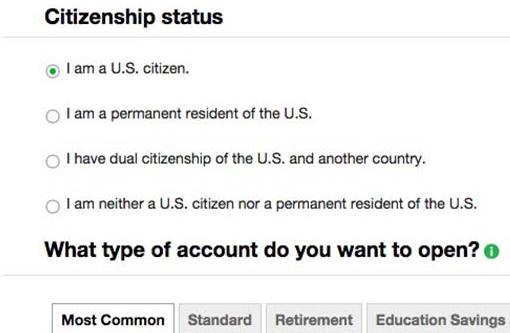 Citizenship status
I am a U.S. citizen.
I am a permanent resident of the U.S.
I have dual citizenship of the U.S. and another country.
I am neither a U.S. citizen nor a permanent resident of the U.S.
What type of account do you want to open? i
Most Common Standard Retirement Education Savings